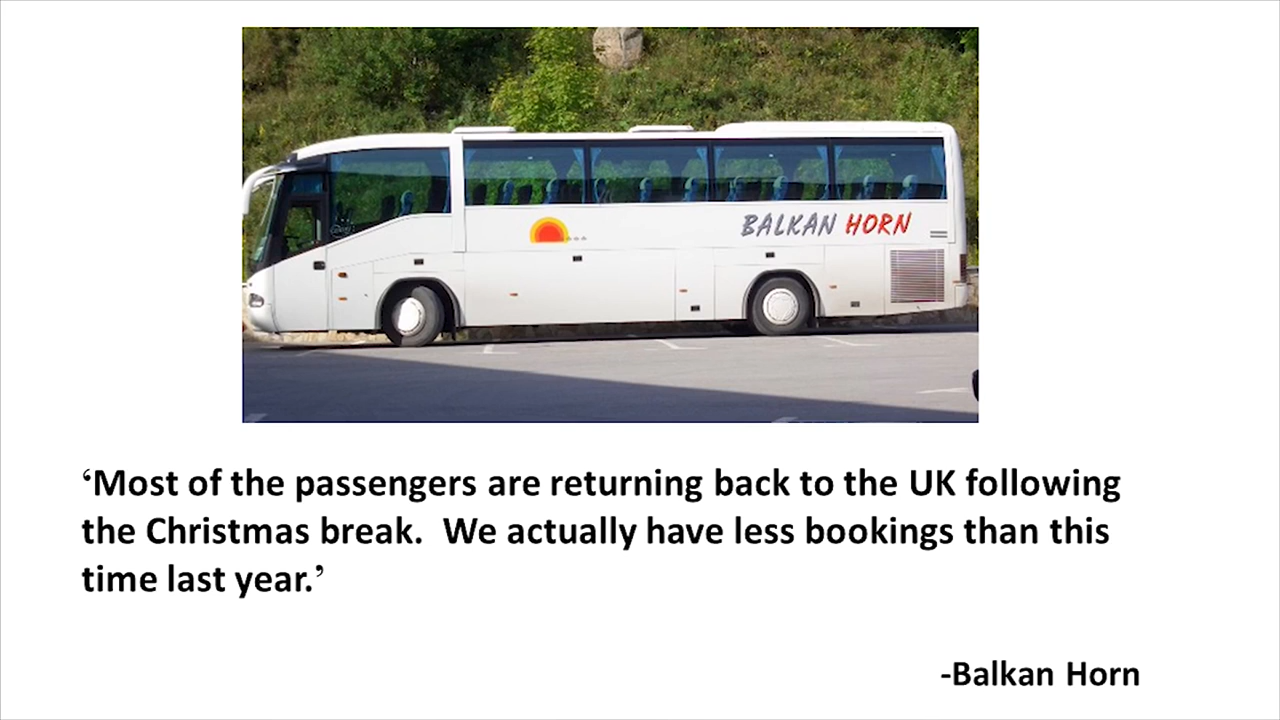 BALKAN HORN
‘Most of the passengers are returning back to the UK following
the Christmas break.  We actually have less bookings than this
time last year.’
-Balkan Horn